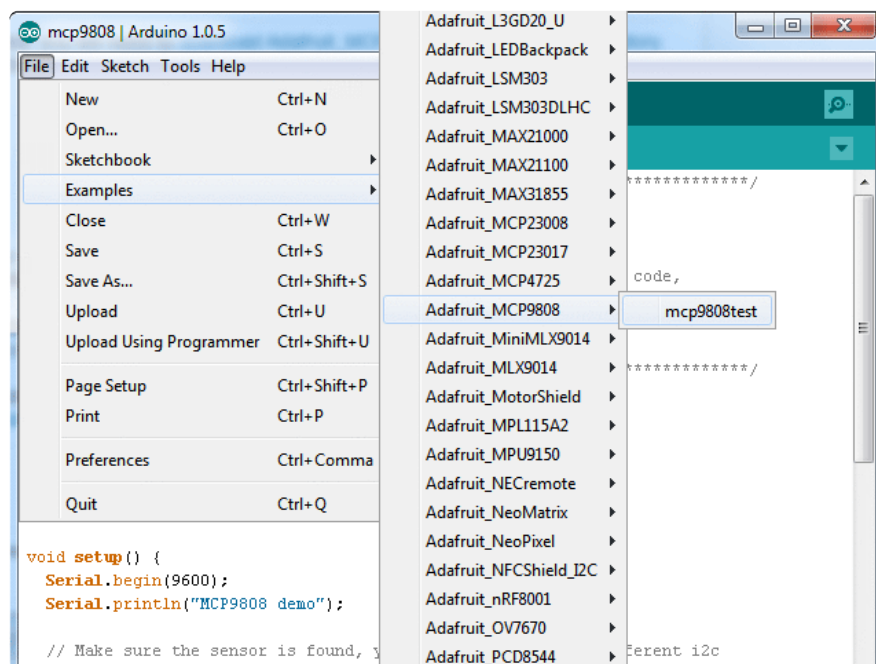 mcp9808 | Arduino 1.0.5
File Edit Sketch Tools Help
New Ctrl+N
Open... Ctrl+O
Sketchbook
Examples
Close Ctrl+W
Save Ctrl+S
Save As... Ctrl+Shift+S
Upload Ctrl+U
Upload Using Programmer Ctrl+Shift+U
Page Setup Ctrl+Shift+P
Print Ctrl+P
Preferences Ctrl+Comma
Quit Ctrl+Q
Adafruit_L3GD20_U
Adafruit_LEDBackpack
Adafruit_LSM303
Adafruit_LSM303DLHC
Adafruit_MAX21000
Adafruit_MAX21100
Adafruit_MAX31855
Adafruit_MCP23008
Adafruit_MCP23017
Adafruit_MCP4725
Adafruit_MCP9808
Adafruit_MiniMLX9014
Adafruit_MLX9014
Adafruit_MotorShield
Adafruit_MPL115A2
Adafruit_MPU9150
Adafruit_NECremote
Adafruit_NeoMatrix
Adafruit_NeoPixel
Adafruit_NFCShield_I2C
Adafruit_nRF8001
Adafruit_OV7670
Adafruit_PCD8544
mcp9808test
*************/
code,
*************/
void setup() {
Serial.begin(9600);
Serial.println("MCP9808 demo");
// Make sure the sensor is found, y
ferent i2c